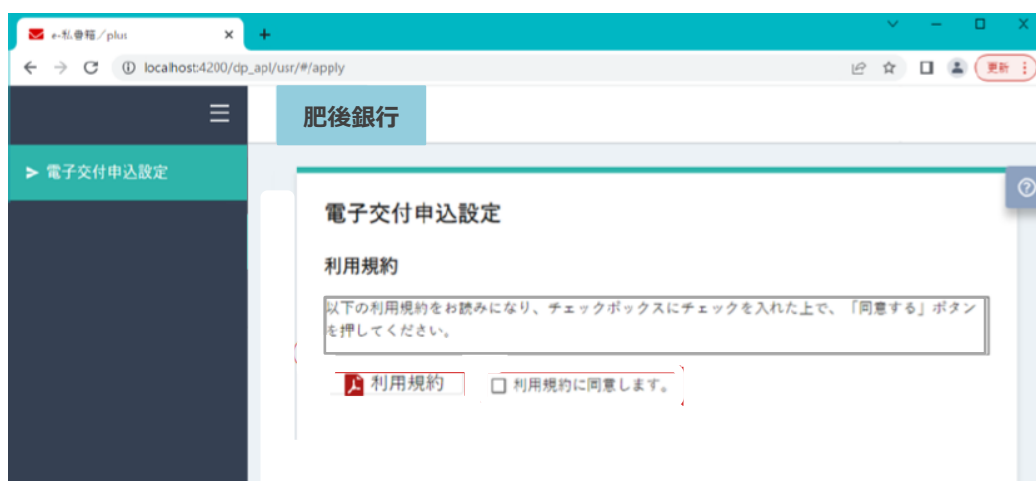 e-私書箱／plus
localhost:4200/dp_apl/usr/#/apply
更新
肥後銀行
電子交付申込設定
電子交付申込設定
利用規約
以下の利用規約をお読みになり、チェックボックスにチェックを入れた上で、「同意する」ボタン
を押してください。
利用規約
利用規約に同意します。